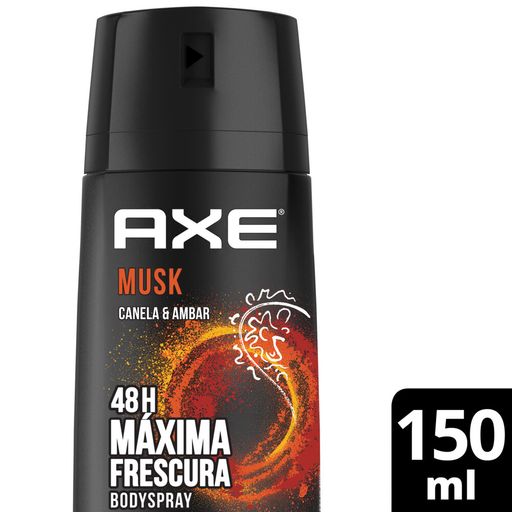 AXE®
MUSK
CANELA & AMBAR
48H
MÁXIMA
FRESCURA
BODYSPRAY
150
ml